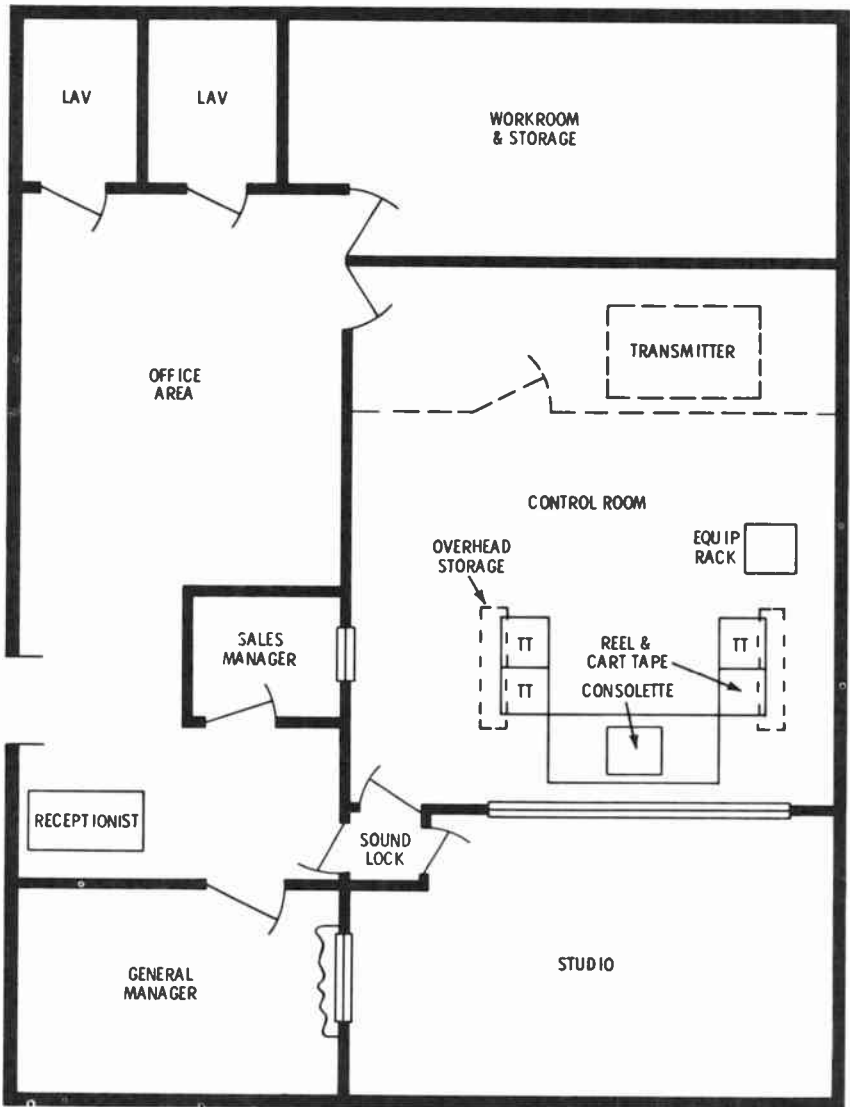 LAV
LAV
WORKROOM
& STORAGE
TRANSMITTER
OFFICE
AREA
CONTROL ROOM
OVERHEAD
STORAGE
EQUIP
RACK
SALES
MANAGER
TT
REEL &
CART TAPE
TT
TT
CONSOLETTE
RECEPTIONIST
SOUND
LOCK
GENERAL
MANAGER
STUDIO